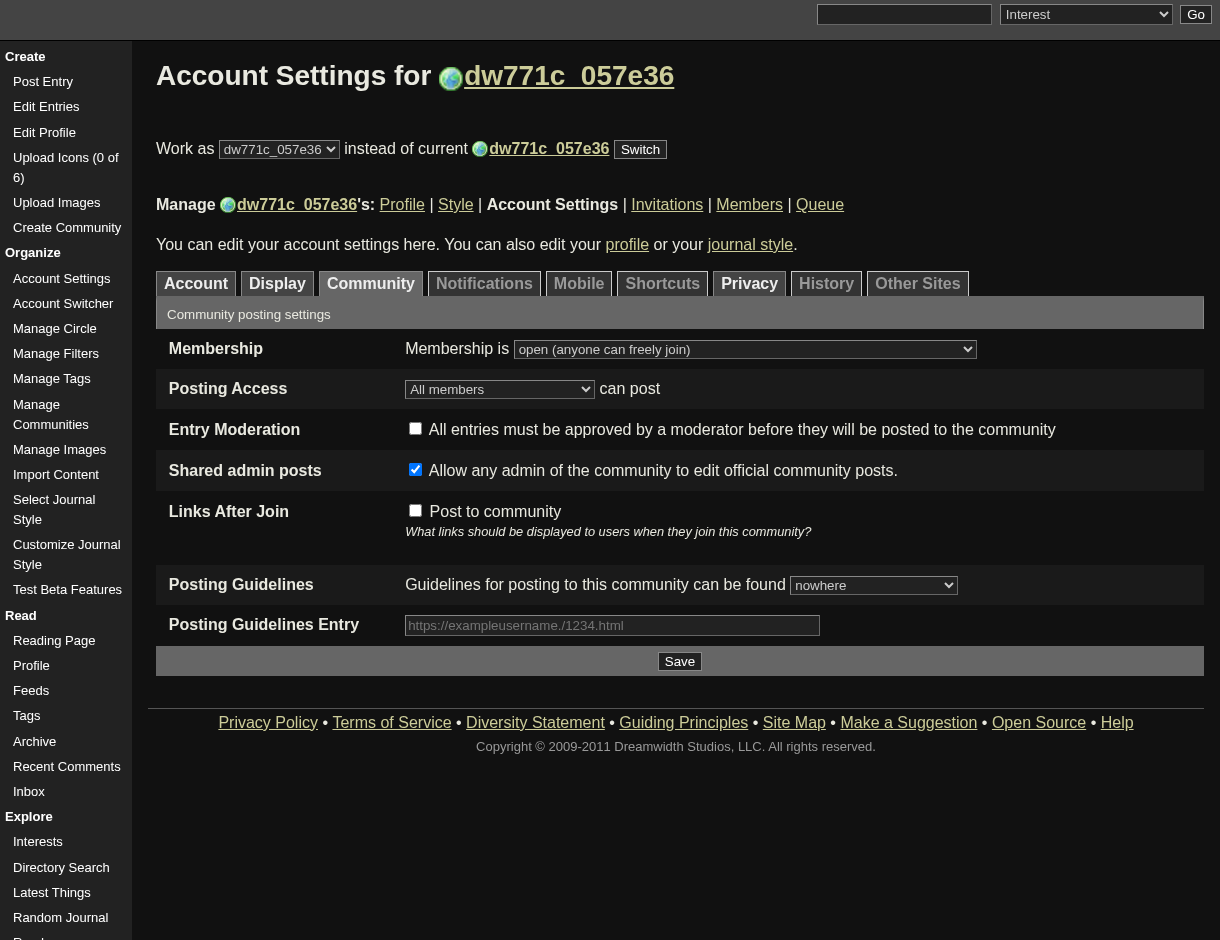 Interest Go
Create
Post Entry
Edit Entries
Edit Profile
Upload Icons (0 of
6)
Upload Images
Create Community
Organize
Account Settings
Account Switcher
Manage Circle
Manage Filters
Manage Tags
Manage
Communities
Manage Images
Import Content
Select Journal
Style
Customize Journal
Style
Test Beta Features
Read
Reading Page
Profile
Feeds
Tags
Archive
Recent Comments
Inbox
Explore
Interests
Directory Search
Latest Things
Random Journal
Account Settings for dw771c_057e36
Work as dw771c_057e36 instead of current dw771c_057e36 Switch
Manage dw771c_057e36's: Profile | Style | Account Settings | Invitations | Members | Queue
You can edit your account settings here. You can also edit your profile or your journal style.
Account Display Community Notifications Mobile Shortcuts Privacy History Other Sites
Community posting settings
Membership Membership is open (anyone can freely join)
Posting Access All members can post
Entry Moderation All entries must be approved by a moderator before they will be posted to the community
Shared admin posts Allow any admin of the community to edit official community posts.
Links After Join Post to community
What links should be displayed to users when they join this community?
Posting Guidelines Guidelines for posting to this community can be found nowhere
Posting Guidelines Entry https://exampleusername./1234.html
Save
Privacy Policy • Terms of Service • Diversity Statement • Guiding Principles • Site Map • Make a Suggestion • Open Source • Help
Copyright © 2009-2011 Dreamwidth Studios, LLC. All rights reserved.